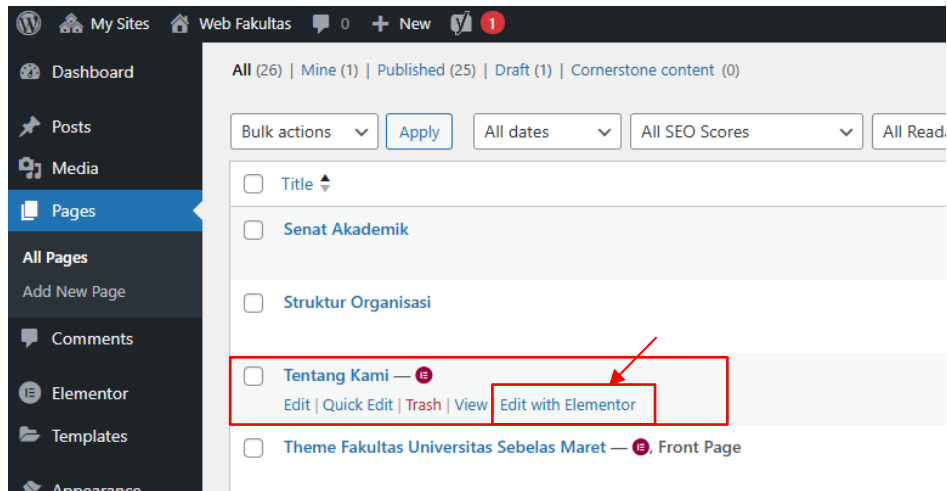 My Sites Web Fakultas 0 + New 1
Dashboard
All (26) | Mine (1) | Published (25) | Draft (1) | Cornerstone content (0)
Posts
Bulk actions Apply All dates All SEO Scores All Read
Media
Title
Pages
Senat Akademik
All Pages
Add New Page
Struktur Organisasi
Comments
Tentang Kami —
Elementor
Edit | Quick Edit | Trash | View | Edit with Elementor
Templates
Theme Fakultas Universitas Sebelas Maret — , Front Page
Appearance